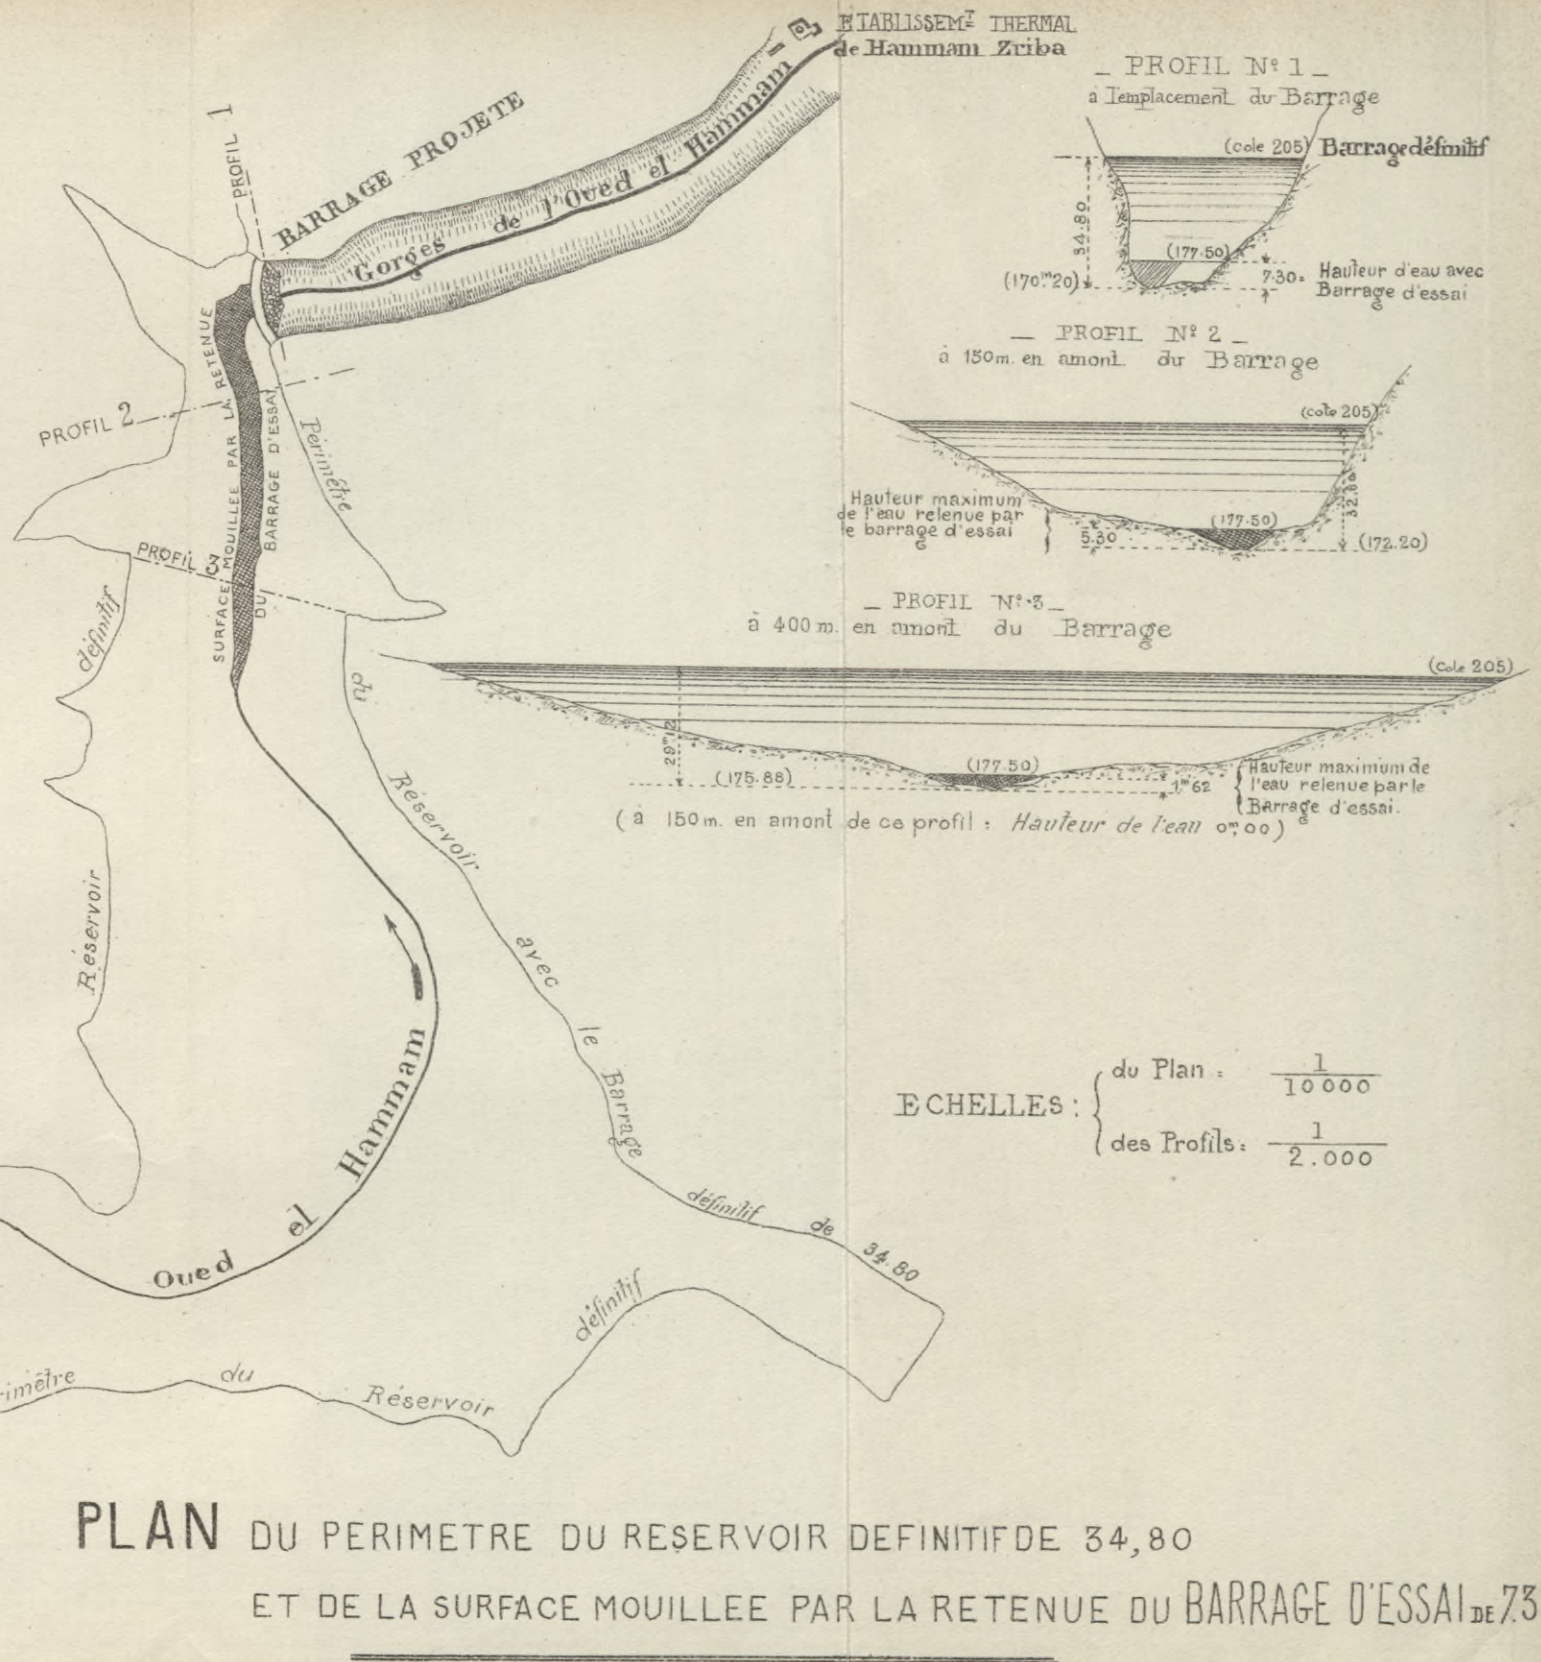 ETABLISSEMT THERMAL
de Hammam Zriba
BARRAGE PROJETE
Gorges de l'Oued el Hammam
PROFIL 1
_ PROFIL Nº 1 _
à l'emplacement du Barrage
(cote 205) Barrage définitif
34.80
(177.50)
(170m20)
7.30 Hauteur d'eau avec
Barrage d'essai
_ PROFIL Nº 2 _
à 150m. en amont du Barrage
(cote 205)
Hauteur maximum
de l'eau retenue par
le barrage d'essai
5.30
(177.50)
32.80
(172.20)
_ PROFIL Nº 3 _
à 400 m. en amont du Barrage
(Cote 205)
29m12
(175.88)
(177.50)
1m62
Hauteur maximum de
l'eau retenue par le
Barrage d'essai.
(à 150m. en amont de ce profil : Hauteur de l'eau 0m,00)
PROFIL 2
PROFIL 3
SURFACE MOUILLEE PAR LA RETENUE
DU BARRAGE D'ESSAI
Périmètre du Réservoir avec le Barrage définitif de 34.80
définitif
Réservoir
Oued el Hammam
rimètre du Réservoir définitif
ECHELLES :
du Plan : 1
10000
des Profils : 1
2.000
PLAN DU PERIMETRE DU RESERVOIR DEFINITIF DE 34,80
ET DE LA SURFACE MOUILLEE PAR LA RETENUE DU BARRAGE D'ESSAI DE 7.3